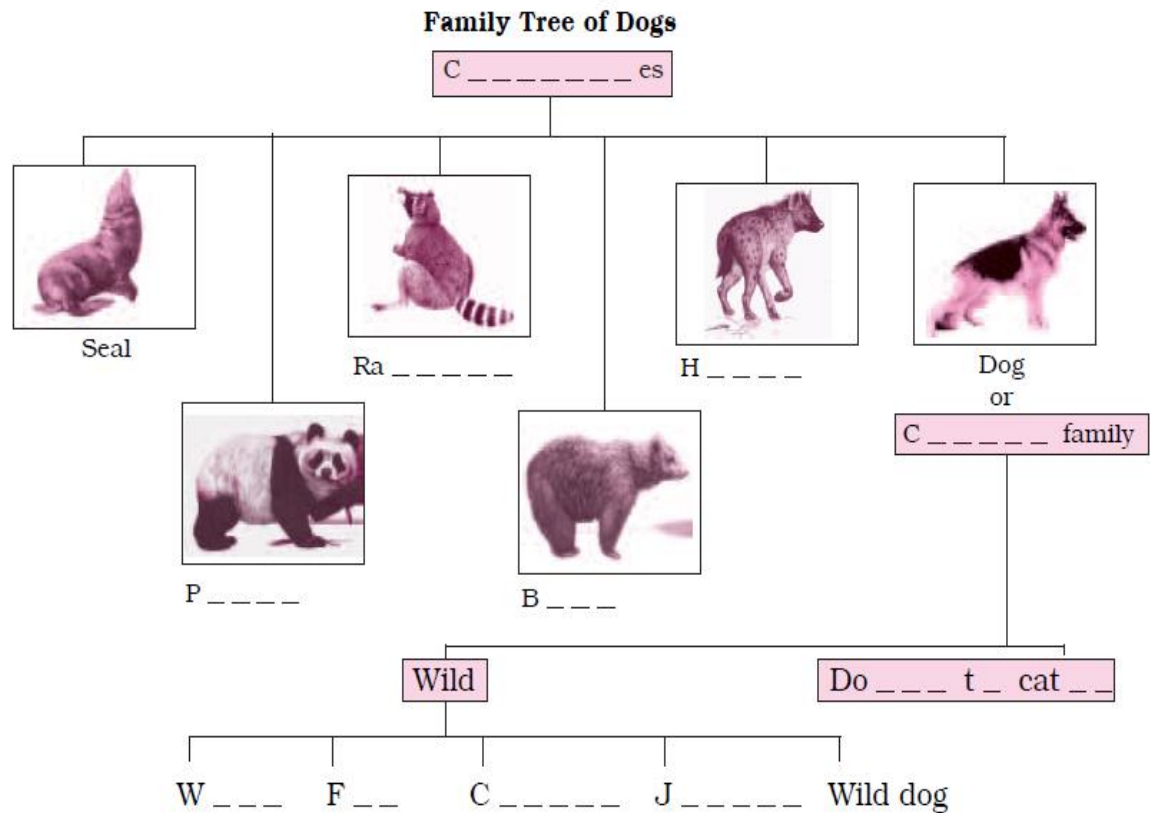 Family Tree of Dogs
C _ _ _ _ _ _ _ es
Seal
Ra _ _ _ _ _
H _ _ _ _
Dog
or
C _ _ _ _ _ family
P _ _ _ _
B _ _ _
Wild
Do _ _ _ t _ cat _ _
W _ _ _
F _ _
C _ _ _ _ _
J _ _ _ _ _
Wild dog